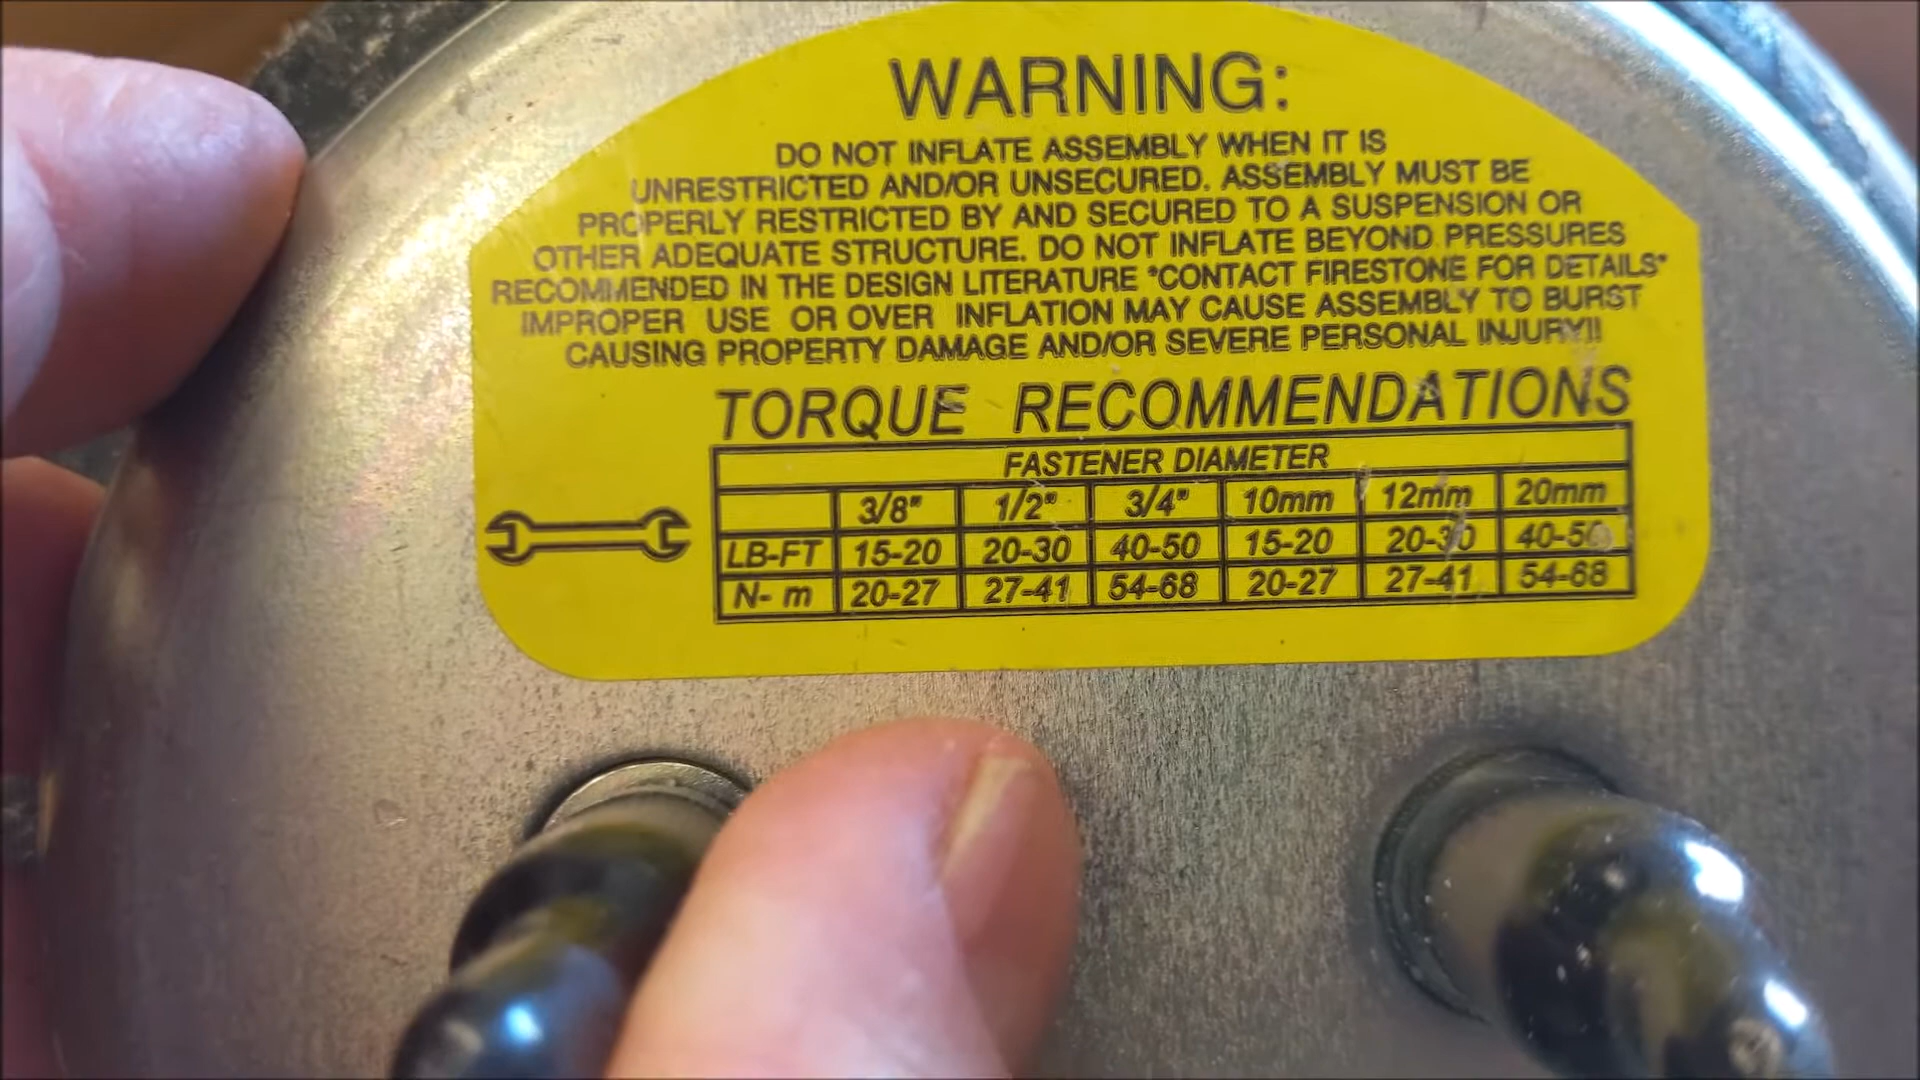 WARNING:
DO NOT INFLATE ASSEMBLY WHEN IT IS
UNRESTRICTED AND/OR UNSECURED. ASSEMBLY MUST BE
PROPERLY RESTRICTED BY AND SECURED TO A SUSPENSION OR
OTHER ADEQUATE STRUCTURE. DO NOT INFLATE BEYOND PRESSURES
RECOMMENDED IN THE DESIGN LITERATURE "CONTACT FIRESTONE FOR DETAILS"
IMPROPER USE OR OVER INFLATION MAY CAUSE ASSEMBLY TO BURST
CAUSING PROPERTY DAMAGE AND/OR SEVERE PERSONAL INJURY!!
TORQUE RECOMMENDATIONS
FASTENER DIAMETER
3/8" 1/2" 3/4" 10mm 12mm 20mm
LB-FT 15-20 20-30 40-50 15-20 20-30 40-50
N- m 20-27 27-41 54-68 20-27 27-41 54-68